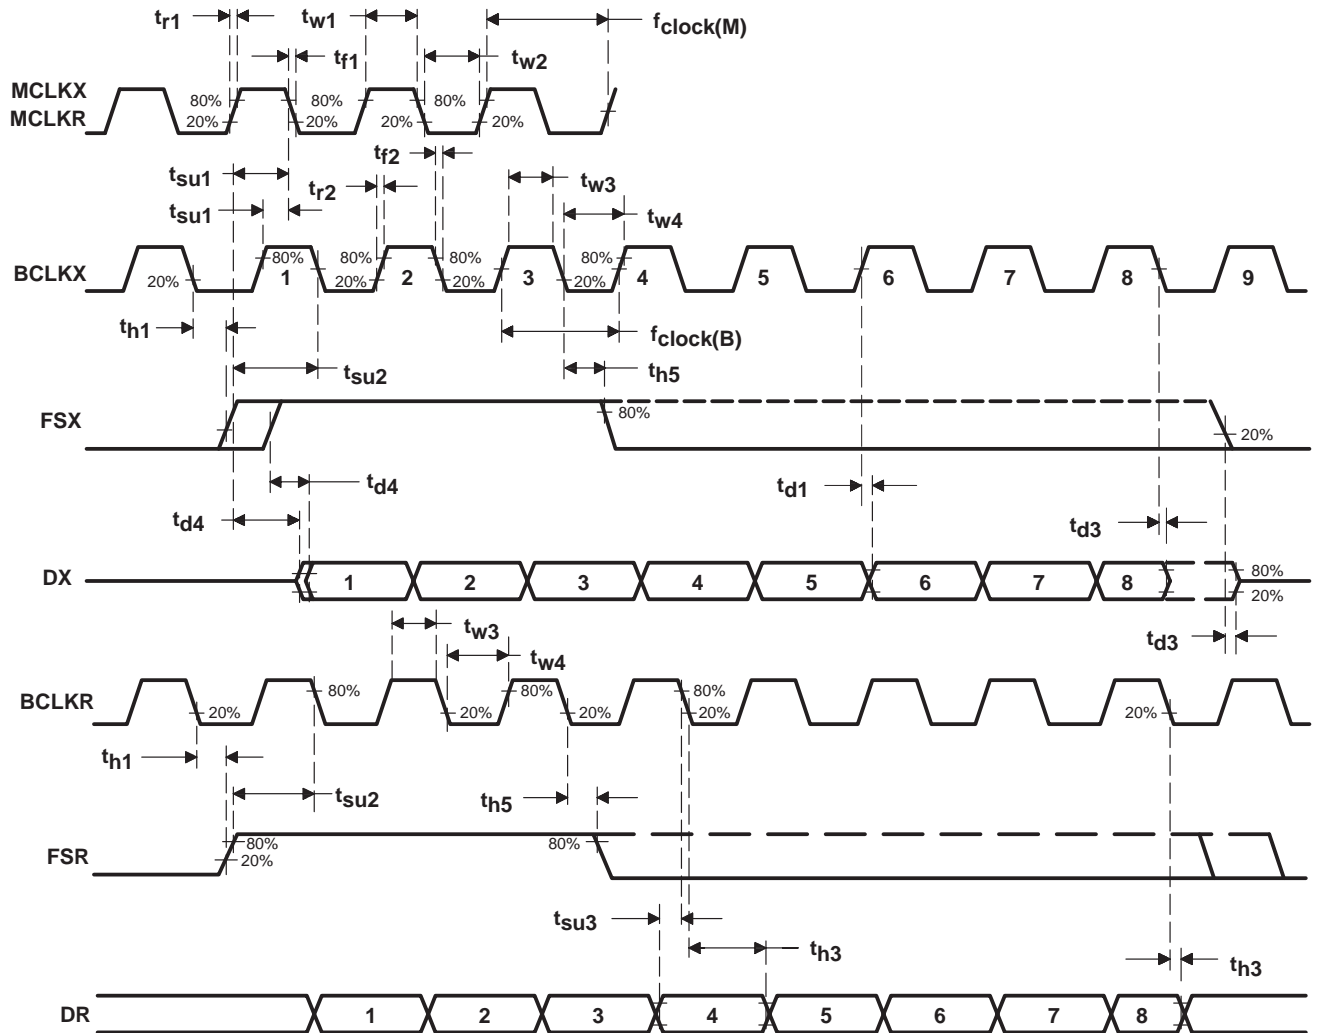 tr1 tw1 fclock(M)
tf1 tw2
MCLKX
MCLKR
80% 80% 80% 80%
20% 20% 20% 20%
tf2
tsu1 tr2 tw3
tsu1 tw4
BCLKX
80% 80% 80% 80%
20% 1 20% 2 20% 3 20% 4 5 6 7 8 9
20%
th1 fclock(B)
tsu2 th5
FSX 80% 20%
td4 td1
td4 td3
DX 1 2 3 4 5 6 7 8 80%
20%
tw3 td3
tw4
BCLKR 80% 80% 80%
20% 20% 20% 20% 20%
th1
tsu2 th5
FSR 80% 80%
20%
tsu3 th3 th3
DR 1 2 3 4 5 6 7 8